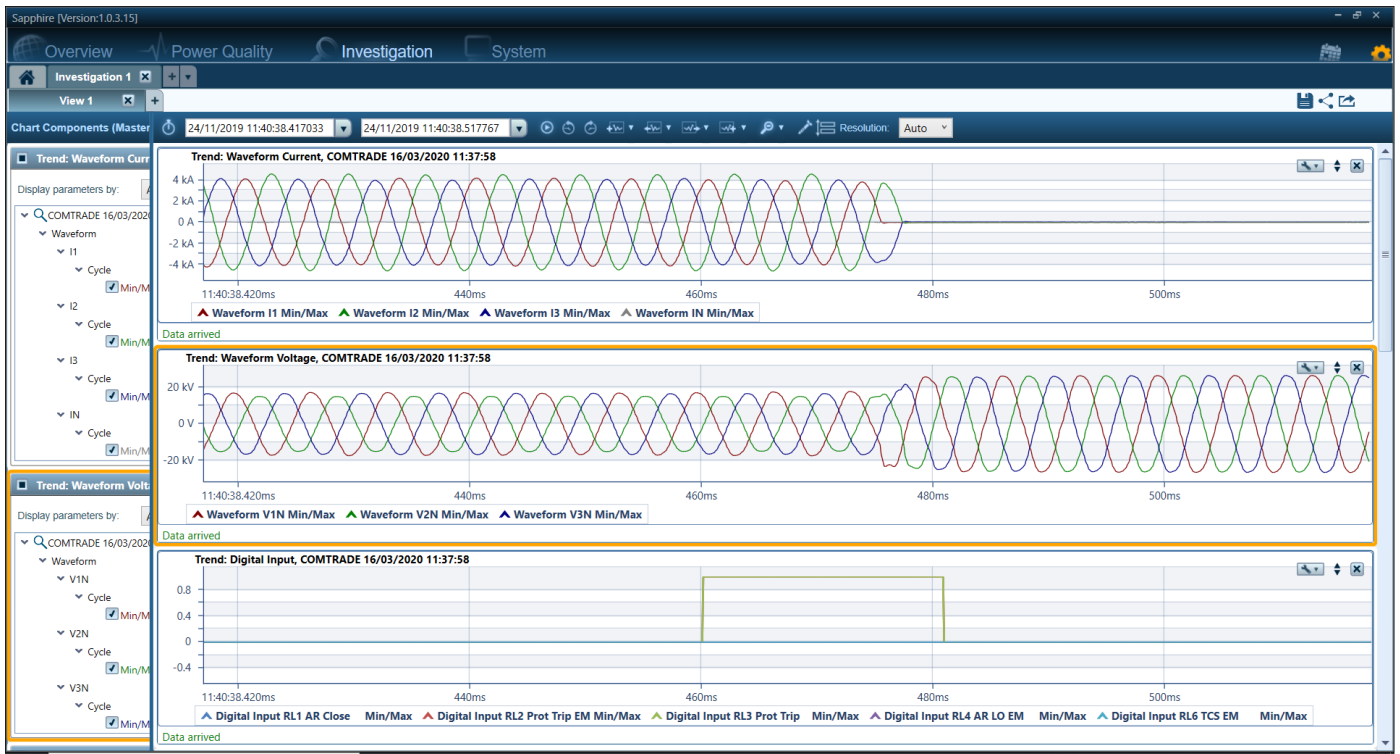 Sapphire [Version:1.0.3.15]
Overview Power Quality Investigation System
Investigation 1
View 1
Chart Components (Master 24/11/2019 11:40:38.417033 24/11/2019 11:40:38.517767 Resolution: Auto
Trend: Waveform Curr
Display parameters by: A
COMTRADE 16/03/2020
Waveform
I1
Cycle
Min/M
I2
Cycle
Min/M
I3
Cycle
Min/M
IN
Cycle
Min/M
Trend: Waveform Volta
Display parameters by: A
COMTRADE 16/03/2020
Waveform
V1N
Cycle
Min/M
V2N
Cycle
Min/M
V3N
Cycle
Min/M
Trend: Waveform Current, COMTRADE 16/03/2020 11:37:58
4 kA
2 kA
0 A
-2 kA
-4 kA
11:40:38.420ms 440ms 460ms 480ms 500ms
Waveform I1 Min/Max Waveform I2 Min/Max Waveform I3 Min/Max Waveform IN Min/Max
Data arrived
Trend: Waveform Voltage, COMTRADE 16/03/2020 11:37:58
20 kV
0 V
-20 kV
11:40:38.420ms 440ms 460ms 480ms 500ms
Waveform V1N Min/Max Waveform V2N Min/Max Waveform V3N Min/Max
Data arrived
Trend: Digital Input, COMTRADE 16/03/2020 11:37:58
0.8
0.4
0
-0.4
11:40:38.420ms 440ms 460ms 480ms 500ms
Digital Input RL1 AR Close Min/Max Digital Input RL2 Prot Trip EM Min/Max Digital Input RL3 Prot Trip Min/Max Digital Input RL4 AR LO EM Min/Max Digital Input RL6 TCS EM Min/Max
Data arrived